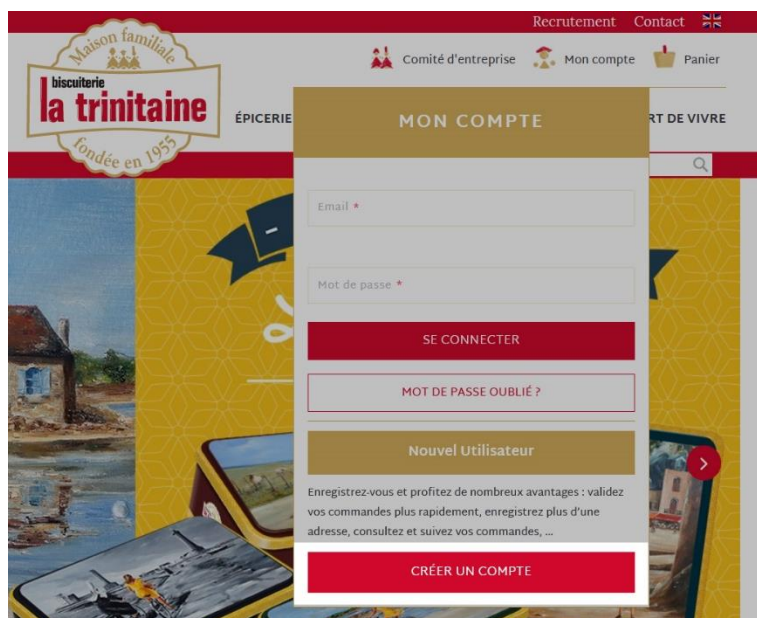 Recrutement Contact
Maison familiale
biscuiterie
la trinitaine
fondée en 1955
Comité d'entreprise Mon compte Panier
ÉPICERIE
RT DE VIVRE
MON COMPTE
Email *
Mot de passe *
SE CONNECTER
MOT DE PASSE OUBLIÉ ?
Nouvel Utilisateur
Enregistrez-vous et profitez de nombreux avantages : validez
vos commandes plus rapidement, enregistrez plus d'une
adresse, consultez et suivez vos commandes, ...
CRÉER UN COMPTE